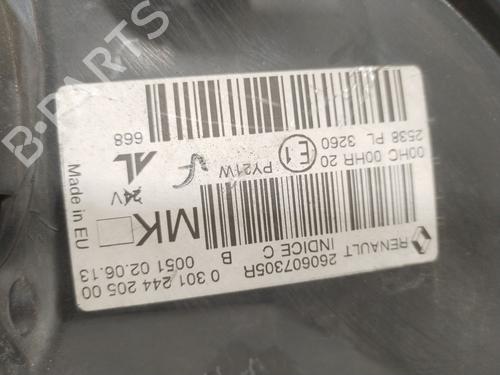 RENAULT
260607305R
INDICE C
B
0 301 244 205 00
0051 02.06.13
MK
24V
Made in EU
00HC 00HR 20
2538 PL 3260
E1
PY21W
AL
668
B-PARTS